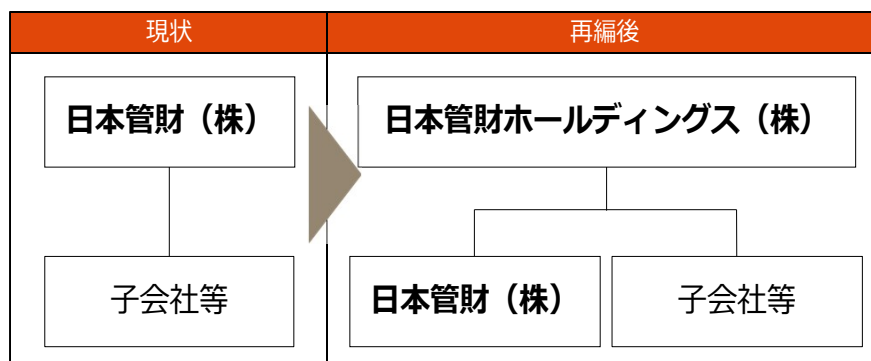 現状
再編後
日本管財（株）
日本管財ホールディングス（株）
子会社等
日本管財（株）
子会社等